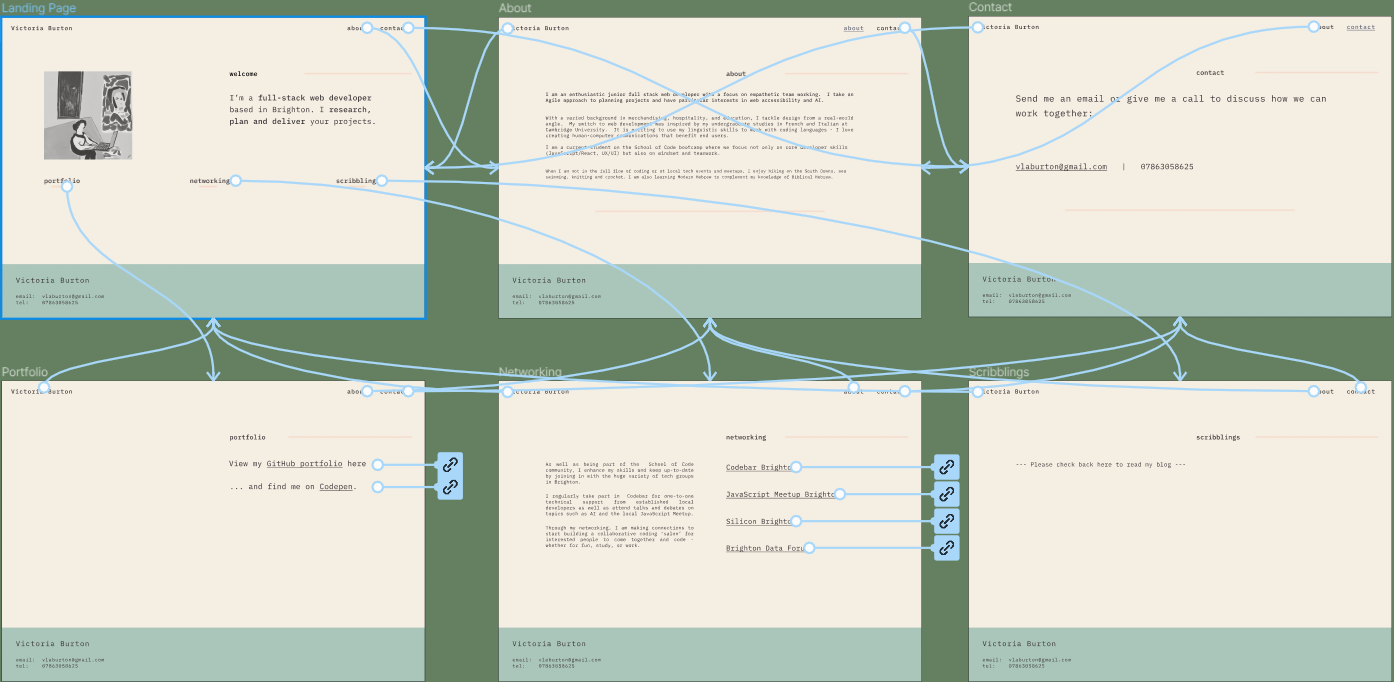 Landing Page
Victoria Burton
welcome
I'm a full-stack web developer
based in Brighton. I research,
plan and deliver your projects.
networking
scribbling
Victoria Burton
email: vlaburton@gmail.com
tel: 07863058625
About
Victoria Burton
about
about
I am an enthusiastic junior full stack web developer with a focus on empathetic team working. I take an
Agile approach to planning projects and have particular interests in web accessibility and AI.
With a varied background in merchandising, hospitality, and education, I tackle design from a real-world
angle. My switch to web development was inspired by my undergraduate studies in French and Italian at
Cambridge University. It is exciting to use my linguistic skills to work with coding languages - I love
creating human-computer communications that benefit end users.
I am a current student on the School of Code bootcamp where we focus not only on core developer skills
(JavaScript/React, UX/UI) but also on mindset and teamwork.
When I am not in the full flow of coding or at local tech events and meetups, I enjoy hiking on the South Downs, sea
swimming, knitting and crochet. I am also learning Modern Hebrew to complement my knowledge of Biblical Hebrew.
Victoria Burton
email: vlaburton@gmail.com
tel: 07863058625
Contact
Victoria Burton
contact
contact
Send me an email or give me a call to discuss how we can
work together:
vlaburton@gmail.com | 07863058625
Victoria Burton
email: vlaburton@gmail.com
tel: 07863058625
Portfolio
Victoria Burton
portfolio
View my GitHub portfolio here
... and find me on Codepen.
Victoria Burton
email: vlaburton@gmail.com
tel: 07863058625
Networking
Victoria Burton
about
networking
As well as being part of the School of Code
community, I enhance my skills and keep up-to-date
by joining in with the huge variety of tech groups
in Brighton.
I regularly take part in Codebar for one-to-one
technical support from established local
developers as well as attend talks and debates on
topics such as AI and the local JavaScript Meetup.
Through my networking, I am making connections to
start building a collaborative coding 'salon' for
interested people to come together and code -
whether for fun, study, or work.
Codebar Brighton
JavaScript Meetup Brighton
Silicon Brighton
Brighton Data Forum
Victoria Burton
email: vlaburton@gmail.com
tel: 07863058625
Scribblings
Victoria Burton
contact
scribblings
--- Please check back here to read my blog ---
Victoria Burton
email: vlaburton@gmail.com
tel: 07863058625